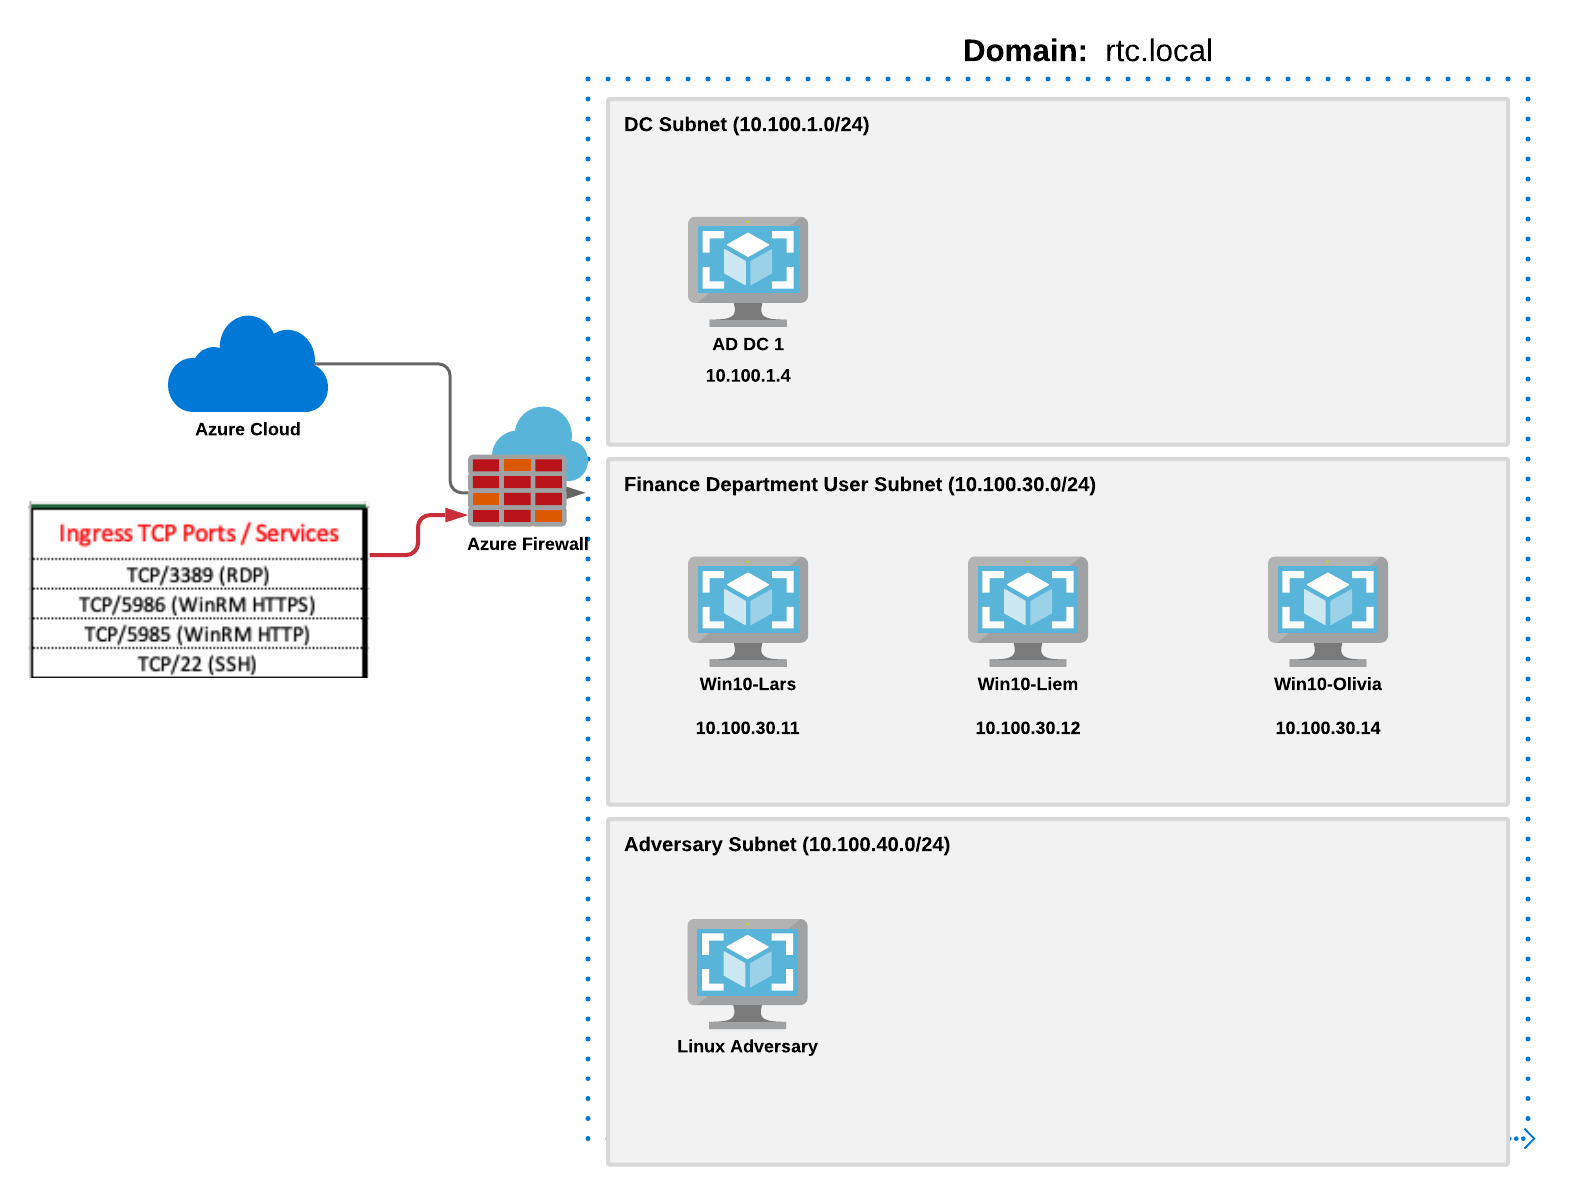 Domain: rtc.local
DC Subnet (10.100.1.0/24)
AD DC 1
10.100.1.4
Azure Cloud
Azure Firewall
Ingress TCP Ports / Services
TCP/3389 (RDP)
TCP/5986 (WinRM HTTPS)
TCP/5985 (WinRM HTTP)
TCP/22 (SSH)
Finance Department User Subnet (10.100.30.0/24)
Win10-Lars
10.100.30.11
Win10-Liem
10.100.30.12
Win10-Olivia
10.100.30.14
Adversary Subnet (10.100.40.0/24)
Linux Adversary